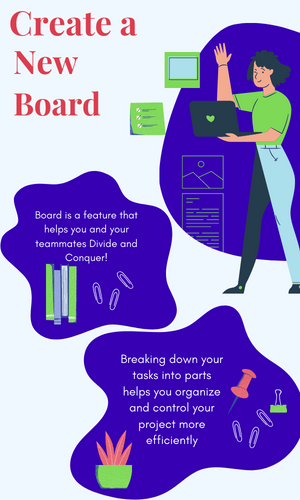 Create a
New
Board
Board is a feature that
helps you and your
teammates Divide and
Conquer!
Breaking down your
tasks into parts
helps you organize
and control your
project more
efficiently